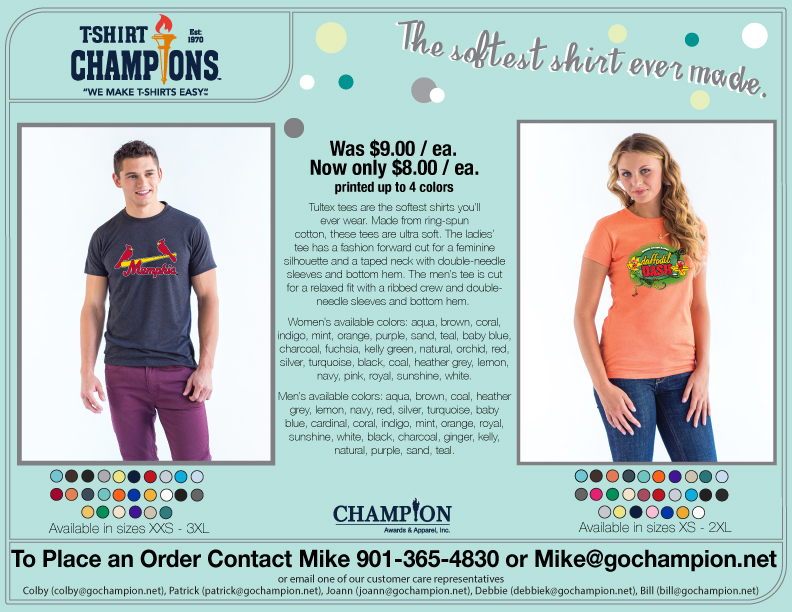 T-SHIRT
Est:
1970
CHAMPIONS™
"WE MAKE T-SHIRTS EASY."
The softest shirt ever made.
Was $9.00 / ea.
Now only $8.00 / ea.
printed up to 4 colors
Tultex tees are the softest shirts you'll
ever wear. Made from ring-spun
cotton, these tees are ultra soft. The ladies'
tee has a fashion forward cut for a feminine
silhouette and a taped neck with double-needle
sleeves and bottom hem. The men's tee is cut
for a relaxed fit with a ribbed crew and double-
needle sleeves and bottom hem.
Women's available colors: aqua, brown, coral,
indigo, mint, orange, purple, sand, teal, baby blue,
charcoal, fuchsia, kelly green, natural, orchid, red,
silver, turquoise, black, coal, heather grey, lemon,
navy, pink, royal, sunshine, white.
Men's available colors: aqua, brown, coal, heather
grey, lemon, navy, red, silver, turquoise, baby
blue, cardinal, coral, indigo, mint, orange, royal,
sunshine, white, black, charcoal, ginger, kelly,
natural, purple, sand, teal.
Memphis
daffodil
DASH
Available in sizes XXS - 3XL
CHAMPION
Awards & Apparel, Inc.
Available in sizes XS - 2XL
To Place an Order Contact Mike 901-365-4830 or Mike@gochampion.net
or email one of our customer care representatives
Colby (colby@gochampion.net), Patrick (patrick@gochampion.net), Joann (joann@gochampion.net), Debbie (debbiek@gochampion.net), Bill (bill@gochampion.net)